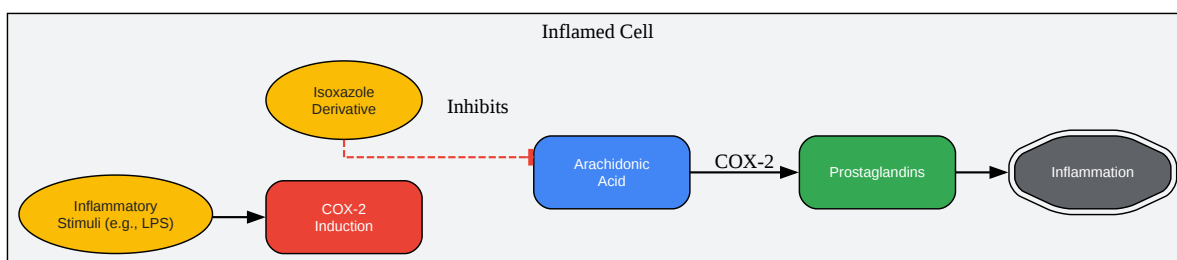 Inflamed Cell
Isoxazole
Derivative
Inhibits
Arachidonic
Acid
COX-2
Prostaglandins
Inflammation
Inflammatory
Stimuli (e.g., LPS)
COX-2
Induction